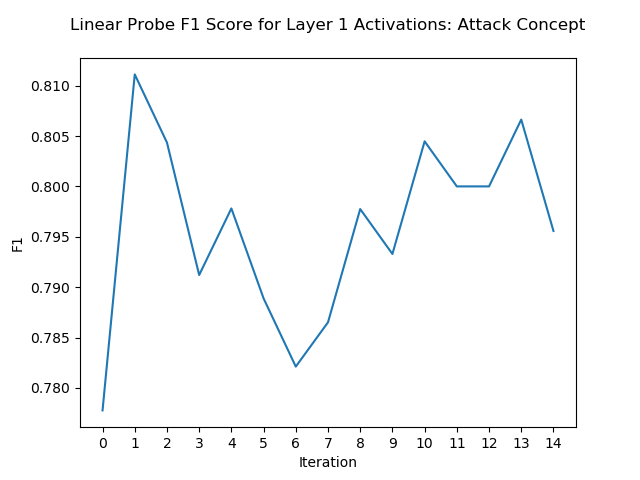 Linear Probe F1 Score for Layer 1 Activations: Attack Concept
0.810
0.805
0.800
0.795
0.790
0.785
0.780
F1
0 1 2 3 4 5 6 7 8 9 10 11 12 13 14
Iteration